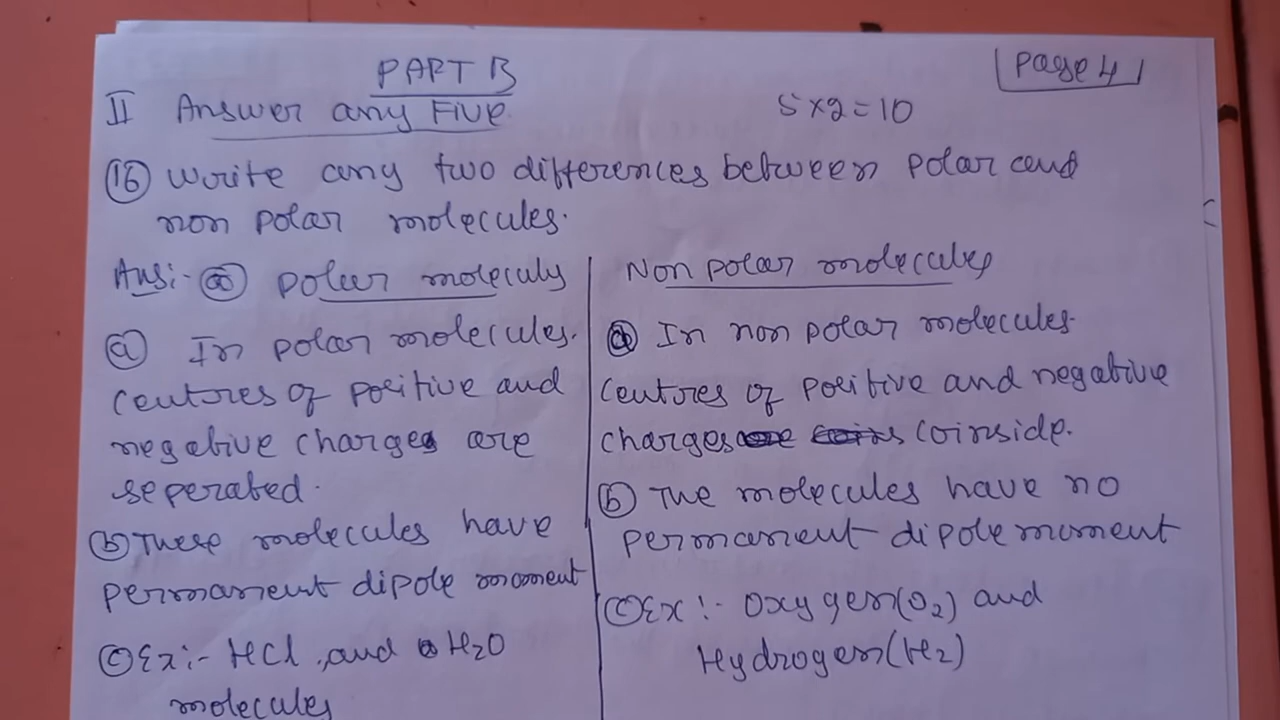 PART B
Page 4
II Answer any Five
5×2=10
16 Write any two differences between polar and
non polar molecules.
Ans:- a polar moleculs
a In polar molecules.
centres of positive and
negative charges are
seperated.
b These molecules have
permanent dipole moment
c Ex:- HCl, and H2O
molecules
Non polar molecules
a In non polar molecules
centres of positive and negative
charges coinside.
b The molecules have no
permanent dipole moment
c Ex:- Oxygen(O2) and
Hydrogen(H2)